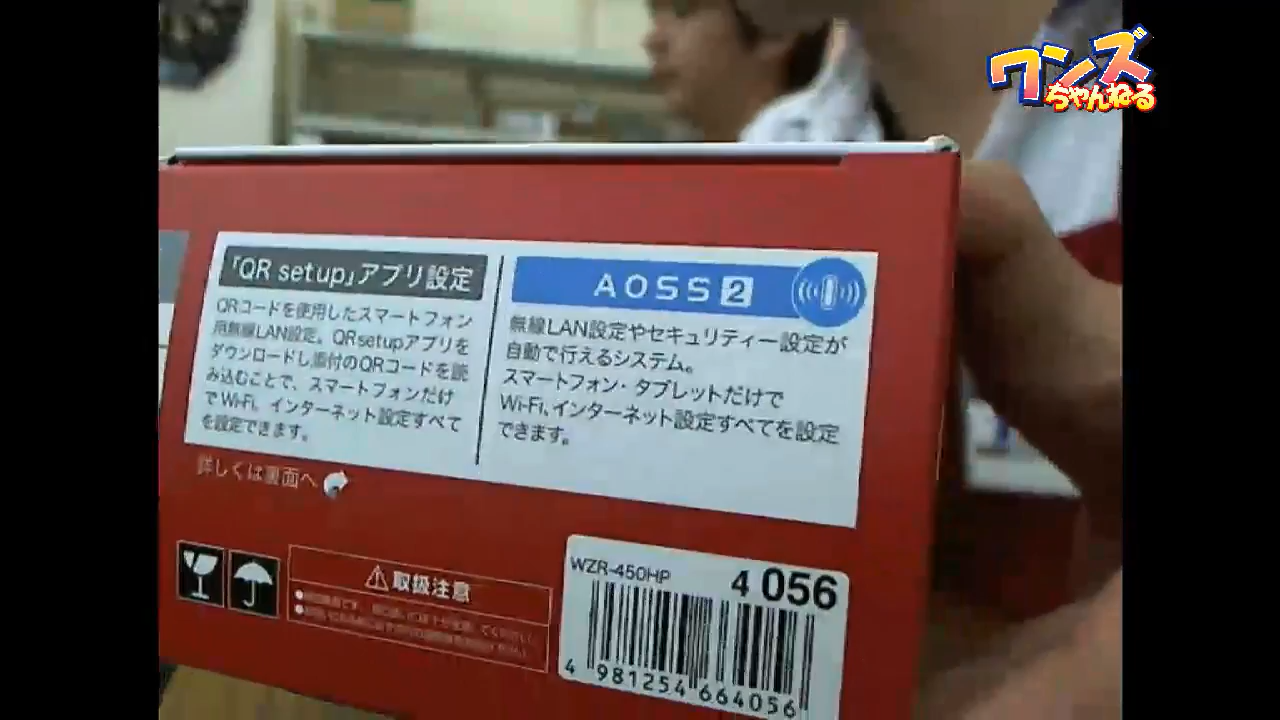 ワンズ
ちゃんねる
「QR setup」アプリ設定
QRコードを使用したスマートフォン
用無線LAN設定。QRsetupアプリを
ダウンロードし添付のQRコードを読
み込むことで、スマートフォンだけ
でWi-Fi、インターネット設定すべて
を設定できます。
AOSS2
無線LAN設定やセキュリティー設定が
自動で行えるシステム。
スマートフォン・タブレットだけで
Wi-Fi、インターネット設定すべてを設定
できます。
詳しくは裏面へ
取扱注意
WZR-450HP
4 056
4 981254 664056